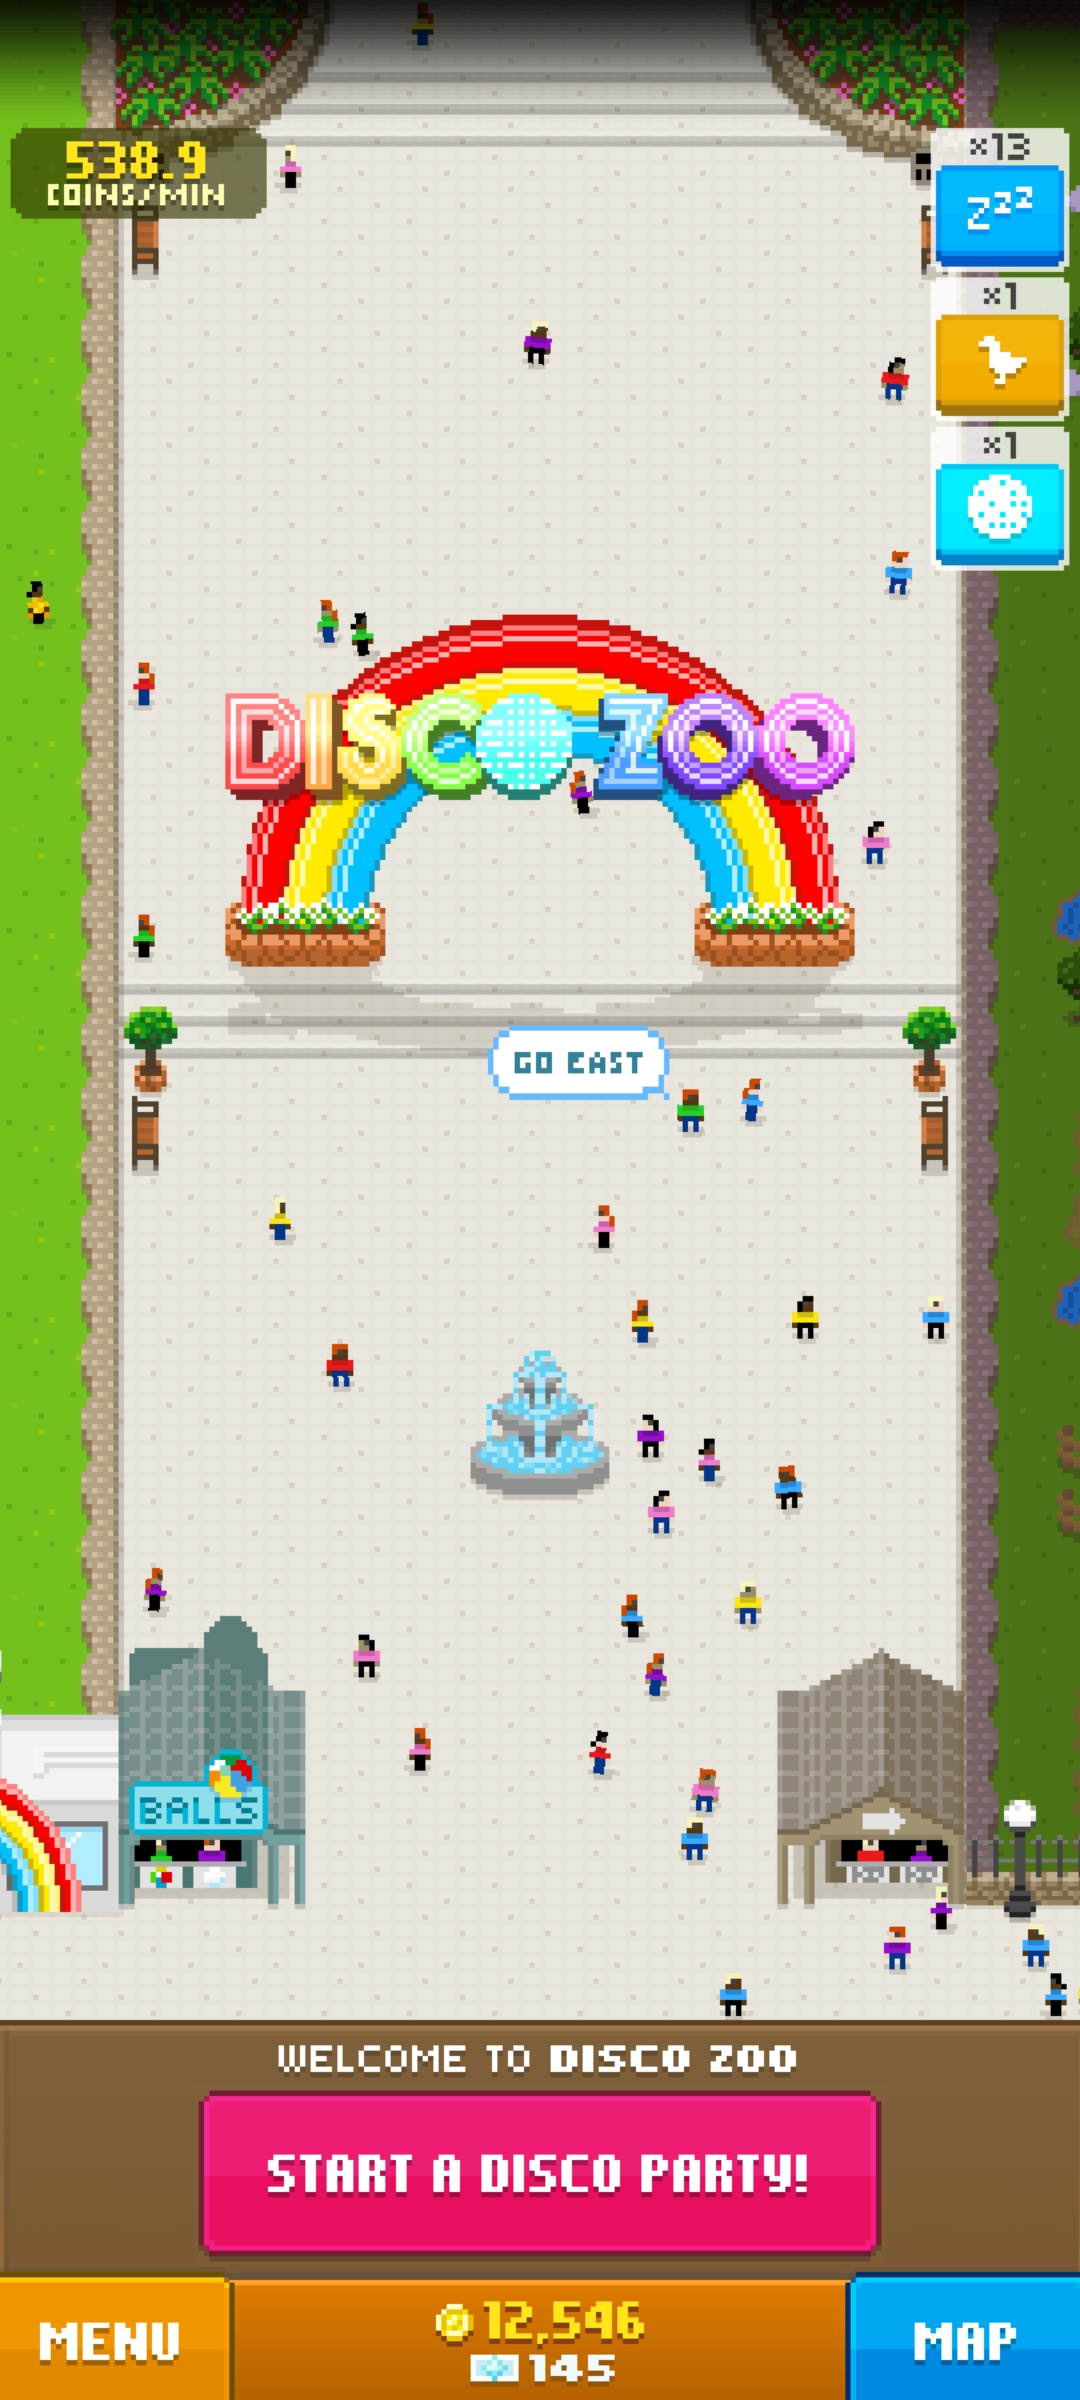 538.9
COINS/MIN
×13
zzz
×1
×1
DISCO ZOO
GO EAST
BALLS
WELCOME TO DISCO ZOO
START A DISCO PARTY!
MENU
12,546
145
MAP